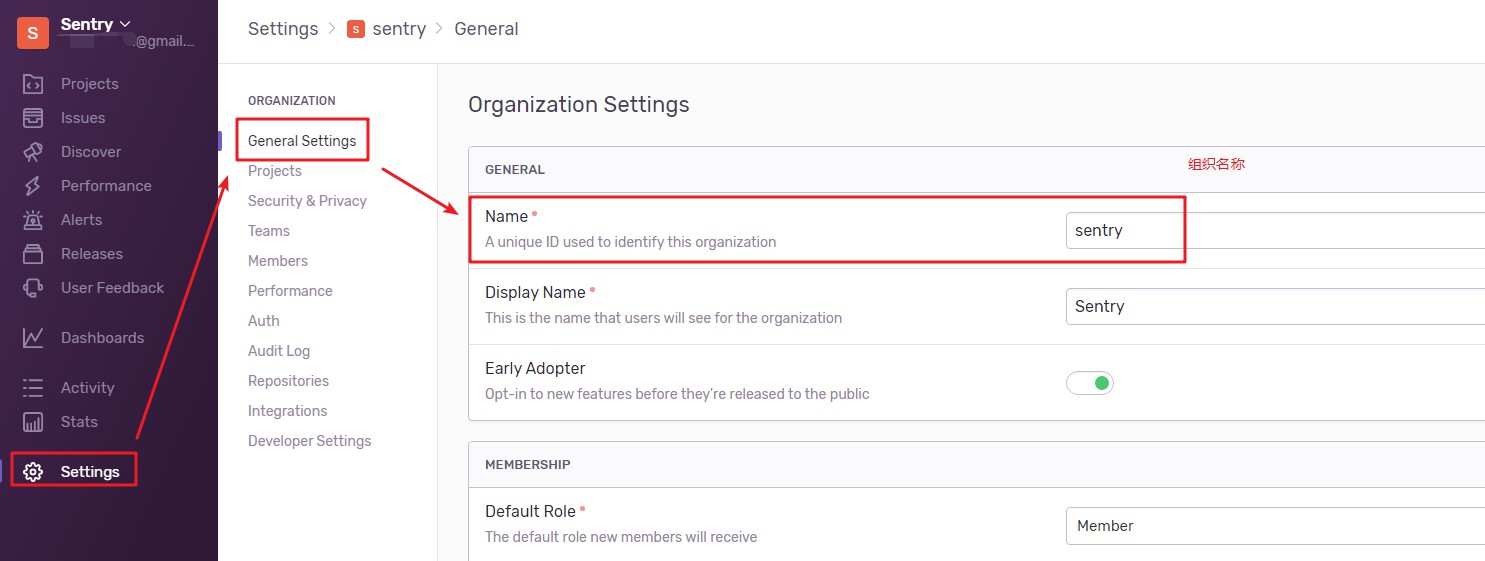 S
Sentry
@gmail....
Projects
Issues
Discover
Performance
Alerts
Releases
User Feedback
Dashboards
Activity
Stats
Settings
Settings > S sentry > General
ORGANIZATION
General Settings
Projects
Security & Privacy
Teams
Members
Performance
Auth
Audit Log
Repositories
Integrations
Developer Settings
Organization Settings
GENERAL
组织名称
Name
A unique ID used to identify this organization
sentry
Display Name
This is the name that users will see for the organization
Sentry
Early Adopter
Opt-in to new features before they're released to the public
MEMBERSHIP
Default Role
The default role new members will receive
Member